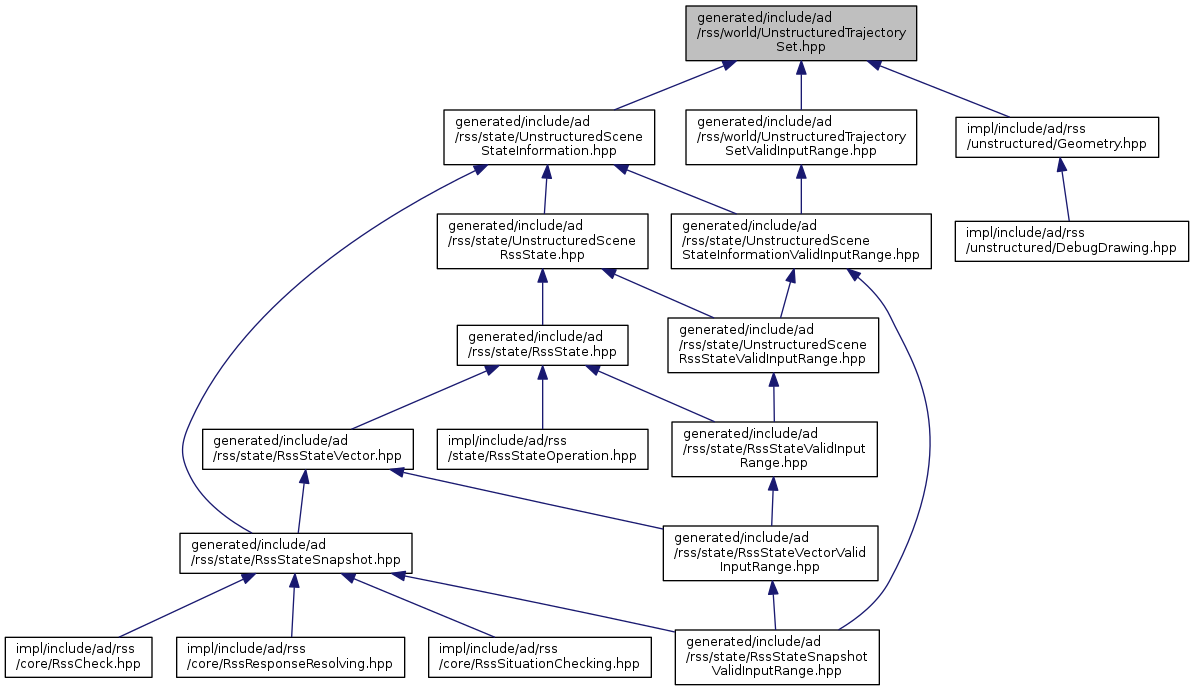 generated/include/ad
/rss/world/UnstructuredTrajectory
Set.hpp
generated/include/ad
/rss/state/UnstructuredScene
StateInformation.hpp
generated/include/ad
/rss/world/UnstructuredTrajectory
SetValidInputRange.hpp
impl/include/ad/rss
/unstructured/Geometry.hpp
generated/include/ad
/rss/state/UnstructuredScene
RssState.hpp
generated/include/ad
/rss/state/UnstructuredScene
StateInformationValidInputRange.hpp
impl/include/ad/rss
/unstructured/DebugDrawing.hpp
generated/include/ad
/rss/state/RssState.hpp
generated/include/ad
/rss/state/UnstructuredScene
RssStateValidInputRange.hpp
generated/include/ad
/rss/state/RssStateVector.hpp
impl/include/ad/rss
/state/RssStateOperation.hpp
generated/include/ad
/rss/state/RssStateValidInput
Range.hpp
generated/include/ad
/rss/state/RssStateSnapshot.hpp
generated/include/ad
/rss/state/RssStateVectorValid
InputRange.hpp
impl/include/ad/rss
/core/RssCheck.hpp
impl/include/ad/rss
/core/RssResponseResolving.hpp
impl/include/ad/rss
/core/RssSituationChecking.hpp
generated/include/ad
/rss/state/RssStateSnapshot
ValidInputRange.hpp